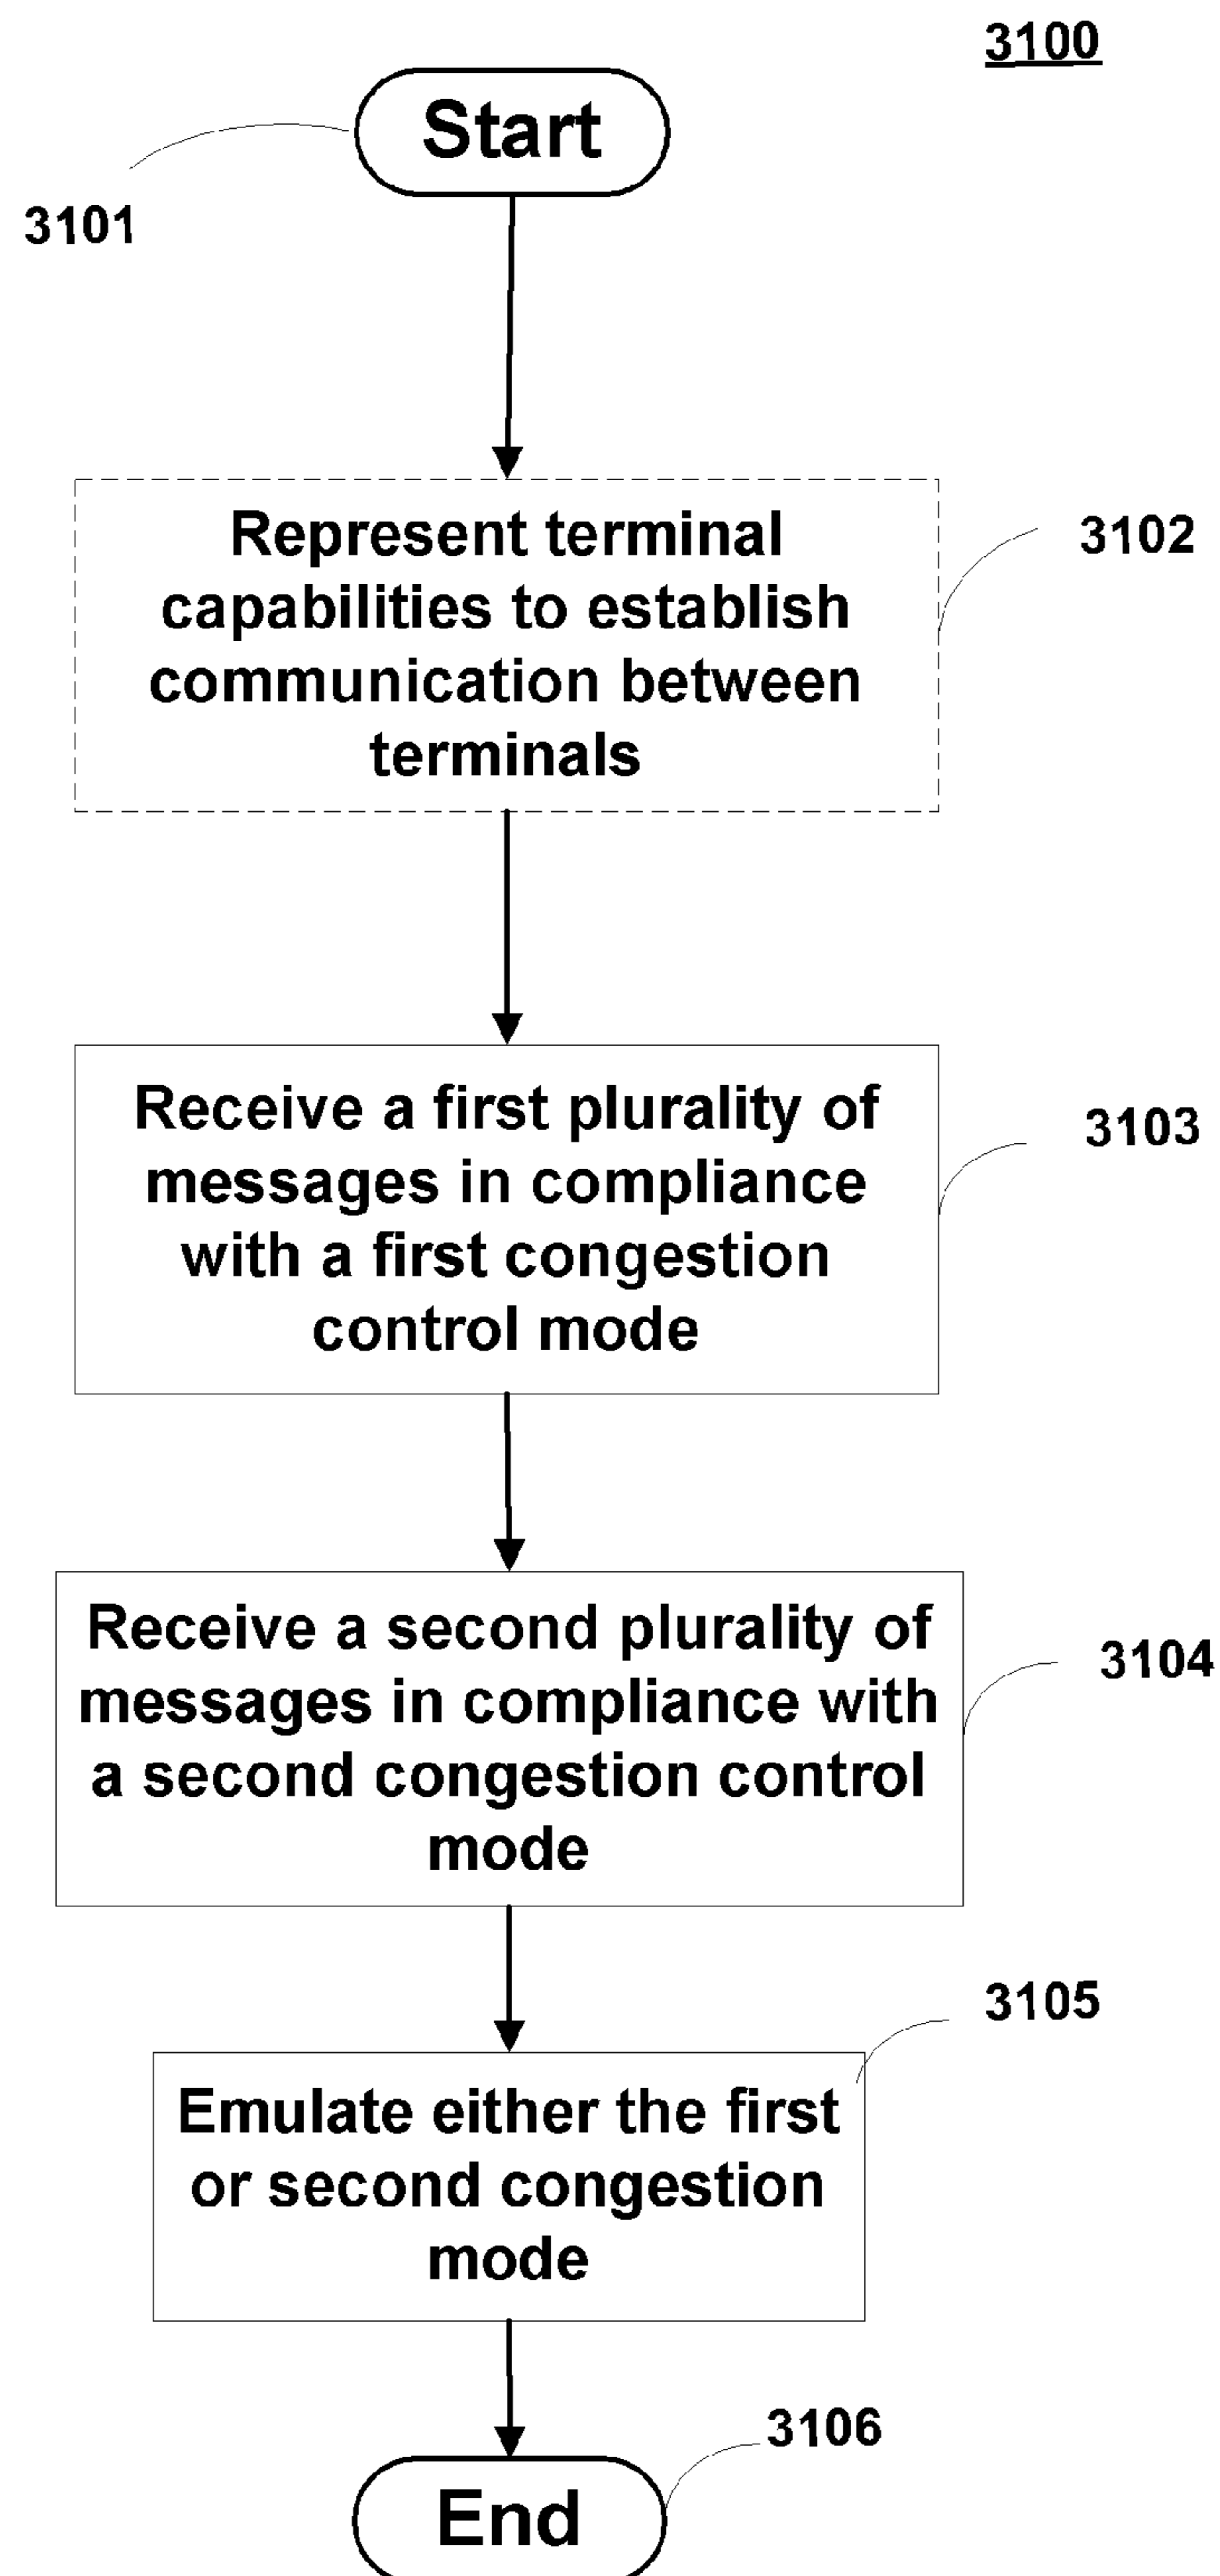 3100
Start
3101
Represent terminal
capabilities to establish
communication between
terminals
3102
Receive a first plurality of
messages in compliance
with a first congestion
control mode
3103
Receive a second plurality of
messages in compliance with
a second congestion control
mode
3104
3105
Emulate either the first
or second congestion
mode
3106
End